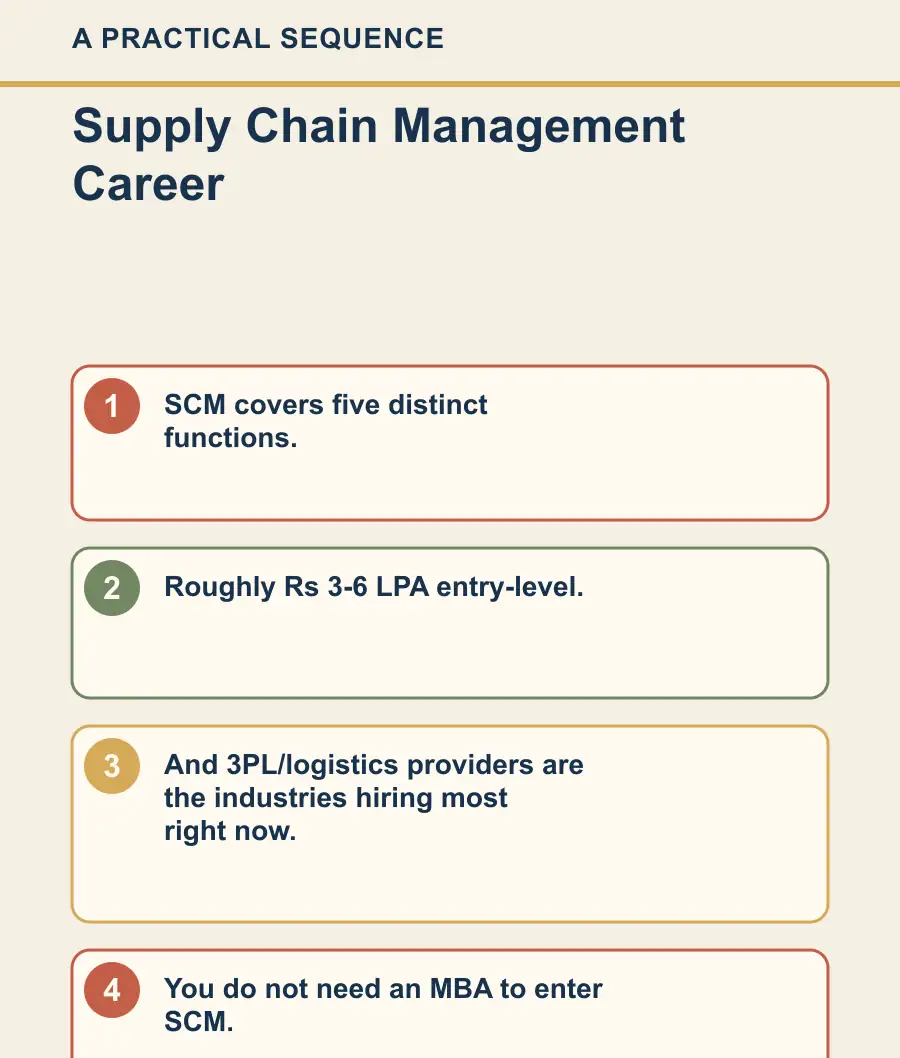 A PRACTICAL SEQUENCE
Supply Chain Management
Career
1
SCM covers five distinct
functions.
2
Roughly Rs 3-6 LPA entry-level.
3
And 3PL/logistics providers are
the industries hiring most
right now.
4
You do not need an MBA to enter
SCM.